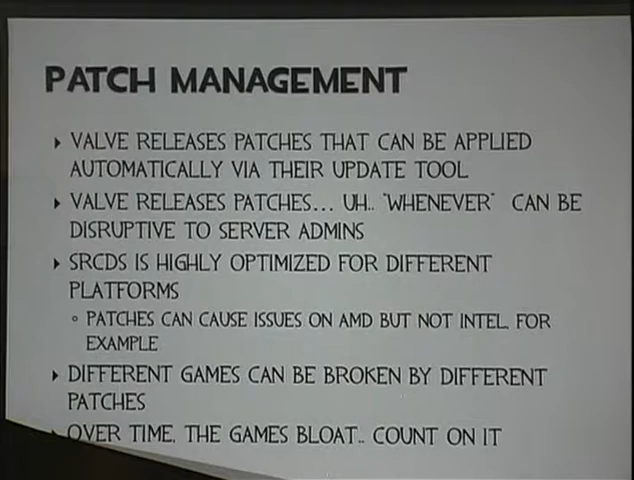 PATCH MANAGEMENT
VALVE RELEASES PATCHES THAT CAN BE APPLIED
AUTOMATICALLY VIA THEIR UPDATE TOOL
VALVE RELEASES PATCHES... UH.. "WHENEVER" CAN BE
DISRUPTIVE TO SERVER ADMINS
SRCDS IS HIGHLY OPTIMIZED FOR DIFFERENT
PLATFORMS
PATCHES CAN CAUSE ISSUES ON AMD BUT NOT INTEL, FOR
EXAMPLE
DIFFERENT GAMES CAN BE BROKEN BY DIFFERENT
PATCHES
OVER TIME, THE GAMES BLOAT.. COUNT ON IT